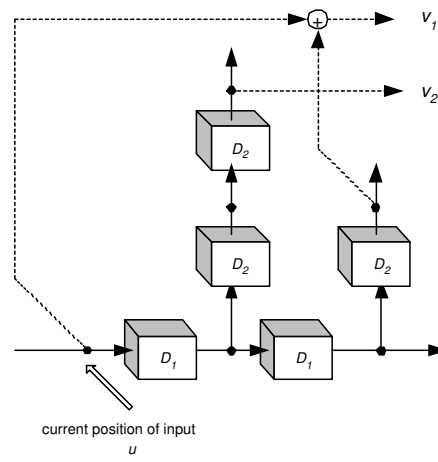 +
v1
v2
D2
D2
D2
D1
D1
current position of input
u